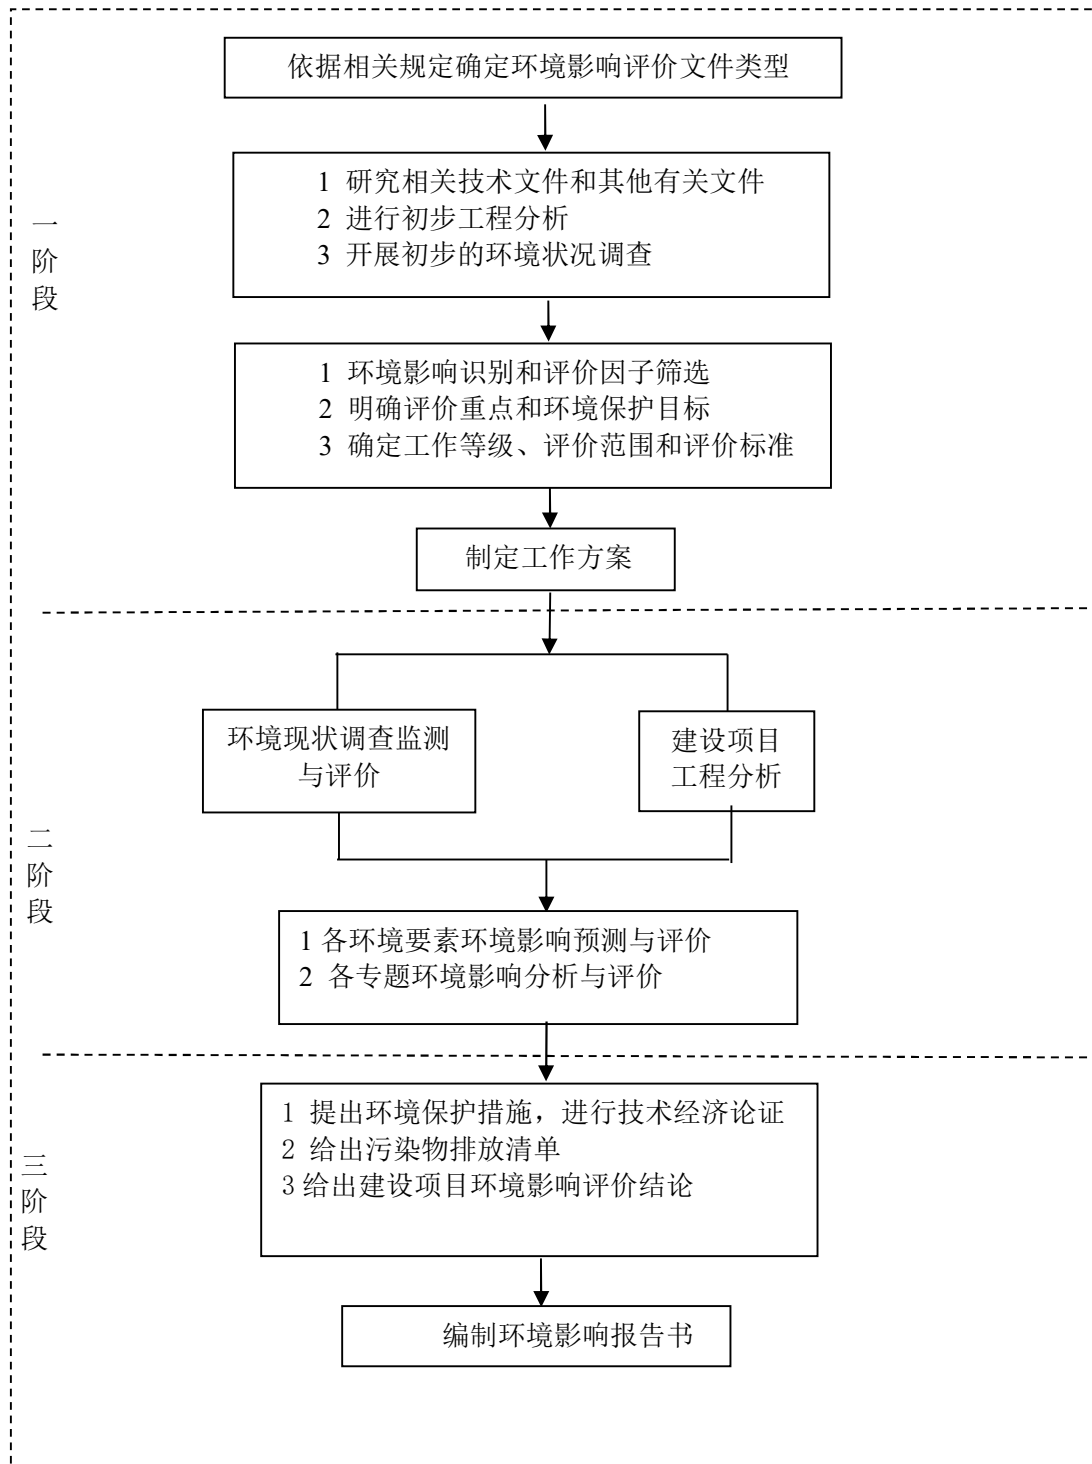 依据相关规定确定环境影响评价文件类型
1 研究相关技术文件和其他有关文件
2 进行初步工程分析
3 开展初步的环境状况调查
一
阶
段
1 环境影响识别和评价因子筛选
2 明确评价重点和环境保护目标
3 确定工作等级、评价范围和评价标准
制定工作方案
环境现状调查监测
与评价
建设项目
工程分析
二
阶
段
1 各环境要素环境影响预测与评价
2 各专题环境影响分析与评价
1 提出环境保护措施，进行技术经济论证
2 给出污染物排放清单
3 给出建设项目环境影响评价结论
三
阶
段
编制环境影响报告书